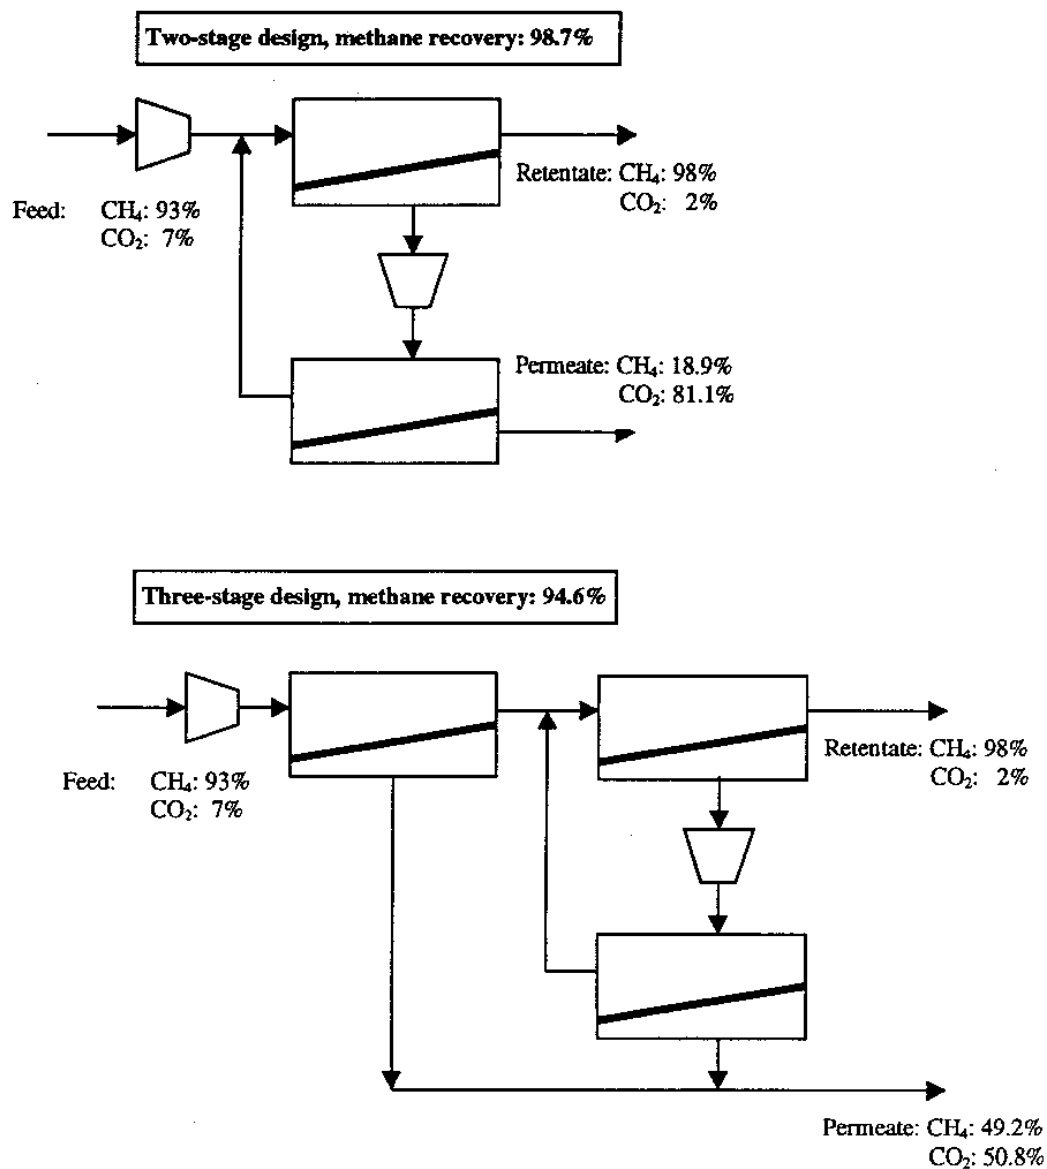 Two-stage design, methane recovery: 98.7%
Retentate: CH₄: 98%
CO₂: 2%
Feed: CH₄: 93%
CO₂: 7%
Permeate: CH₄: 18.9%
CO₂: 81.1%
Three-stage design, methane recovery: 94.6%
Retentate: CH₄: 98%
CO₂: 2%
Feed: CH₄: 93%
CO₂: 7%
Permeate: CH₄: 49.2%
CO₂: 50.8%